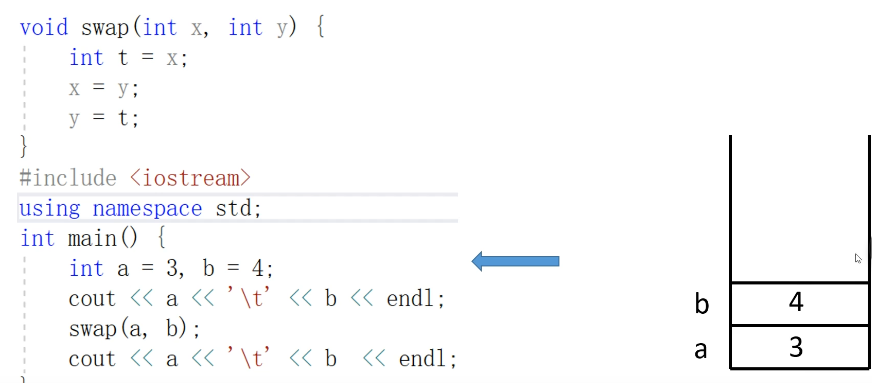 void swap(int x, int y) {
    int t = x;
    x = y;
    y = t;
}
#include <iostream>
using namespace std;
int main() {
    int a = 3, b = 4;
    cout << a << '\t' << b << endl;
    swap(a, b);
    cout << a << '\t' << b  << endl;
}
b 4
a 3